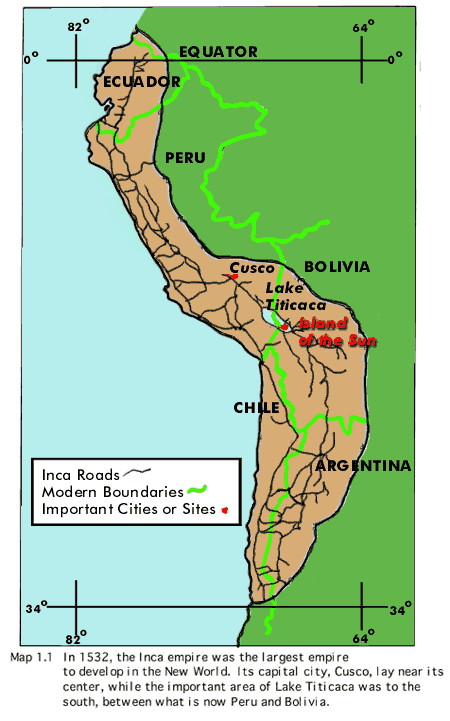 82°
64°
EQUATOR
0°
0°
ECUADOR
PERU
BOLIVIA
Cusco
Lake
Titicaca
Island
of the Sun
CHILE
ARGENTINA
Inca Roads
Modern Boundaries
Important Cities or Sites
34°
34°
82°
64°
Map 1.1 In 1532, the Inca empire was the largest empire
to develop in the New World. Its capital city, Cusco, lay near its
center, while the important area of Lake Titicaca was to the
south, between what is now Peru and Bolivia.